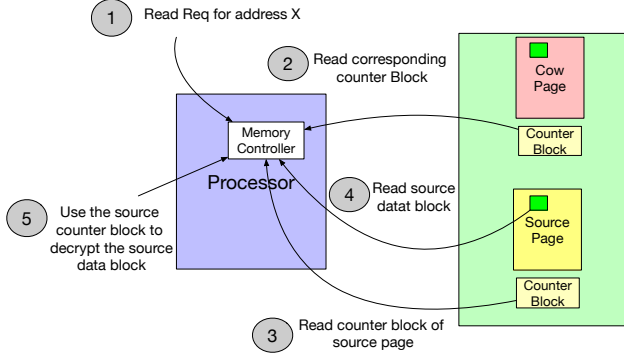 1
Read Req for address X
2
Read corresponding
counter Block
Cow
Page
Counter
Block
Memory
Controller
Processor
4
Read source
datat block
Source
Page
5
Use the source
counter block to
decrypt the source
data block
Counter
Block
3
Read counter block of
source page